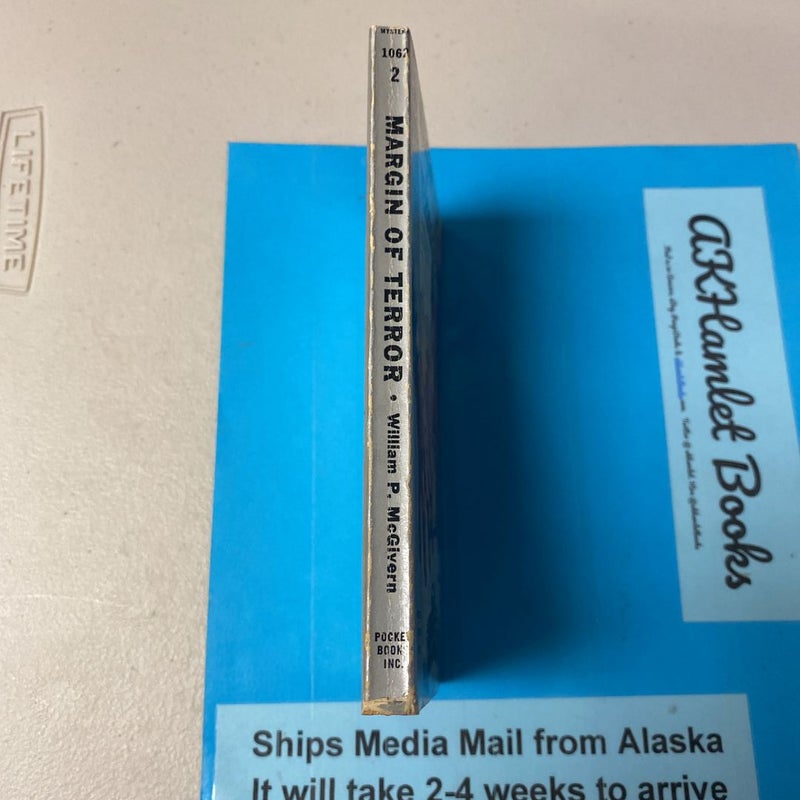 MYSTERY
1062
2
MARGIN OF TERROR • William P. McGivern
POCKET
BOOKS
INC.
LIFETIME
AKHamlet Books
Ships Media Mail from Alaska
It will take 2-4 weeks to arrive